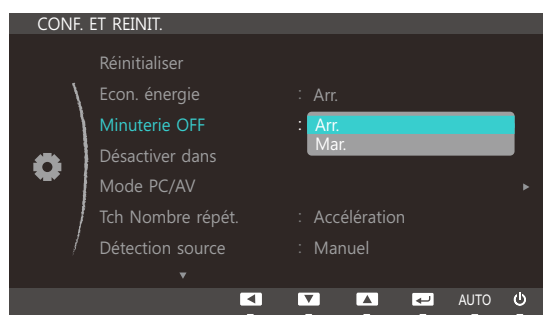 CONF. ET REINIT.
Réinitialiser
Econ. énergie : Arr.
Minuterie OFF : Arr.
Mar.
Désactiver dans
Mode PC/AV
Tch Nombre répét. : Accélération
Détection source : Manuel
AUTO